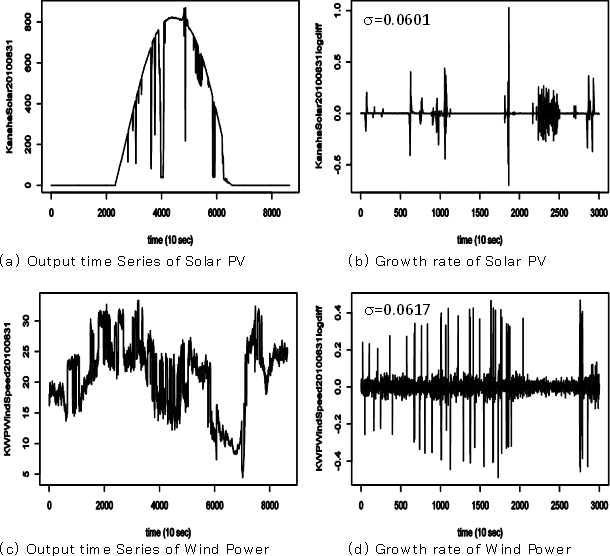 KanahaSolar20100831
800
600
400
200
0
0 2000 4000 6000 8000
time (10 sec)
(a) Output time Series of Solar PV
σ=0.0601
KanahaSolar20100831logdiff
1.0
0.5
0.0
-0.5
0 500 1000 1500 2000 2500 3000
time (10 sec)
(b) Growth rate of Solar PV
KWPWindSpeed20100831
30
25
20
15
10
5
0 2000 4000 6000 8000
time (10 sec)
(c) Output time Series of Wind Power
σ=0.0617
KWPWindSpeed20100831logdiff
0.4
0.2
0.0
-0.2
-0.4
0 500 1000 1500 2000 2500 3000
time (10 sec)
(d) Growth rate of Wind Power